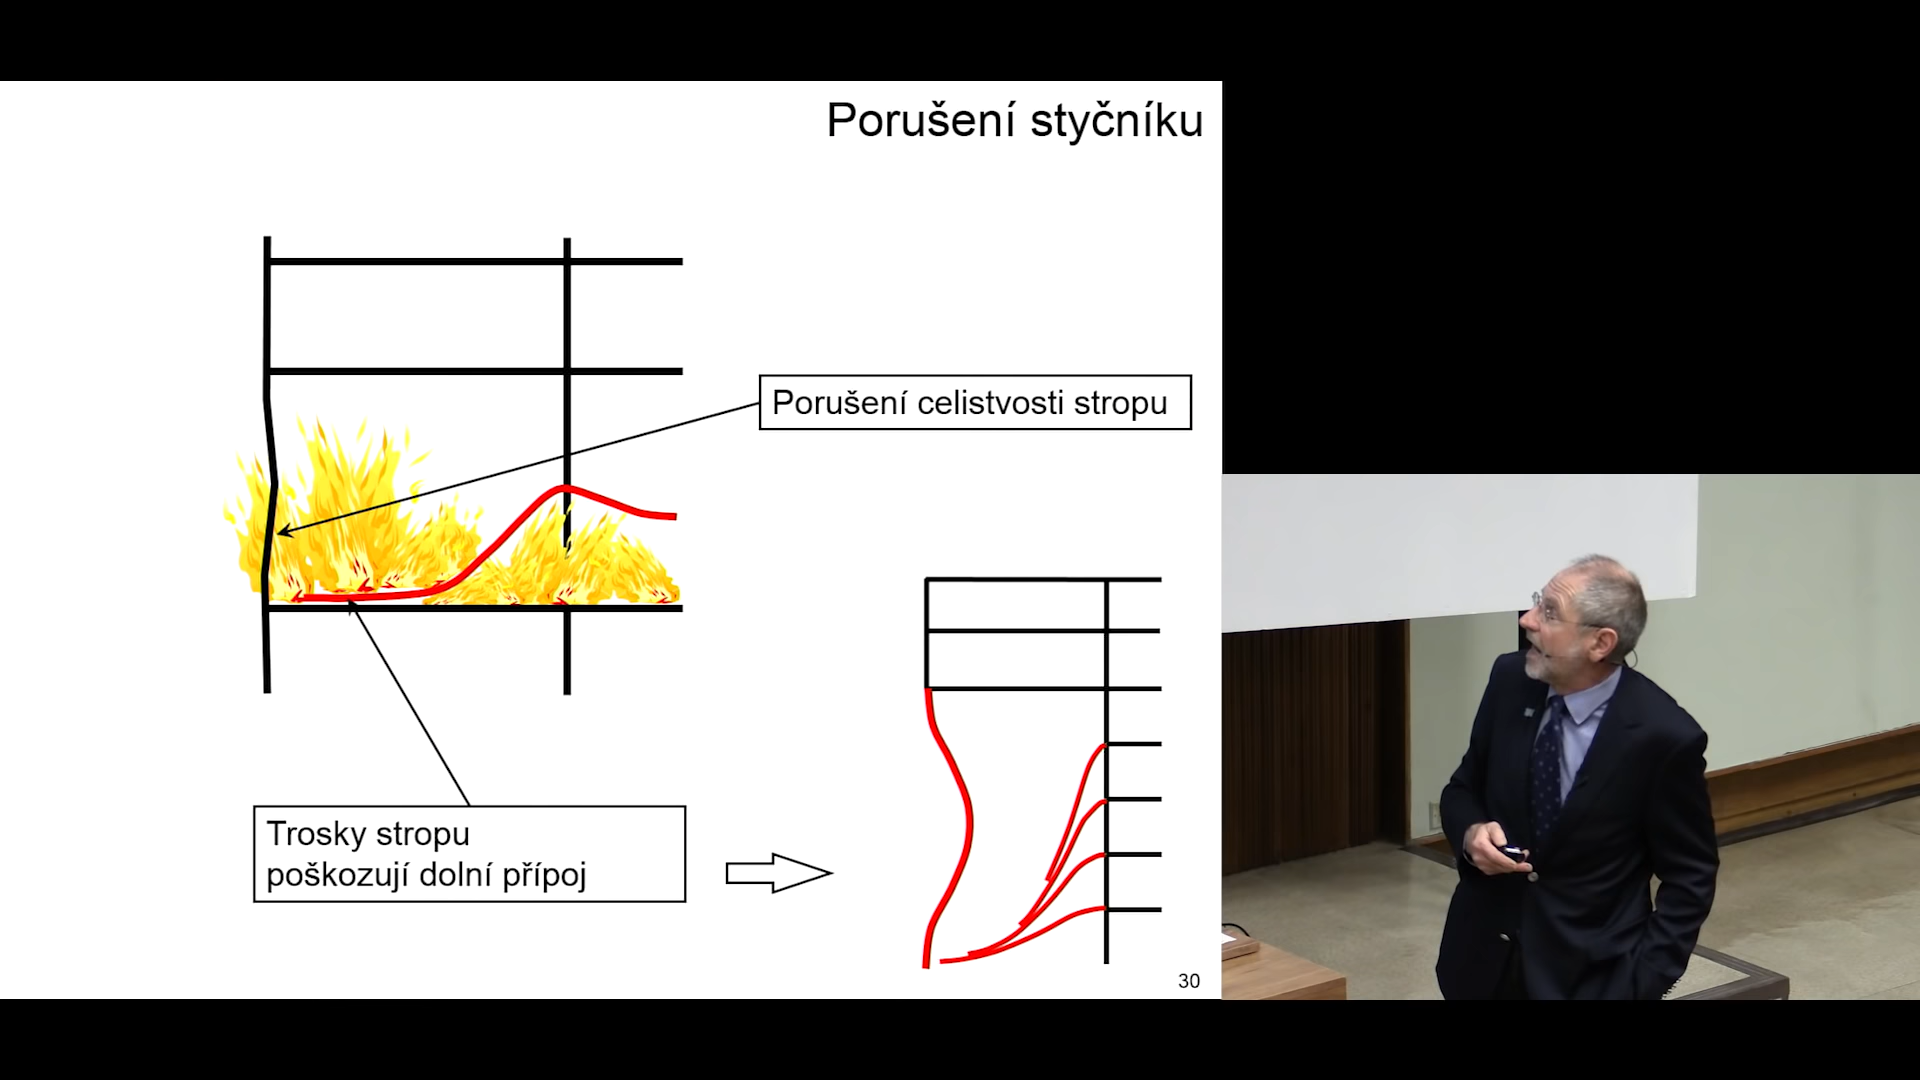 Porušení styčníku
Porušení celistvosti stropu
Trosky stropu
poškozují dolní přípoj
30